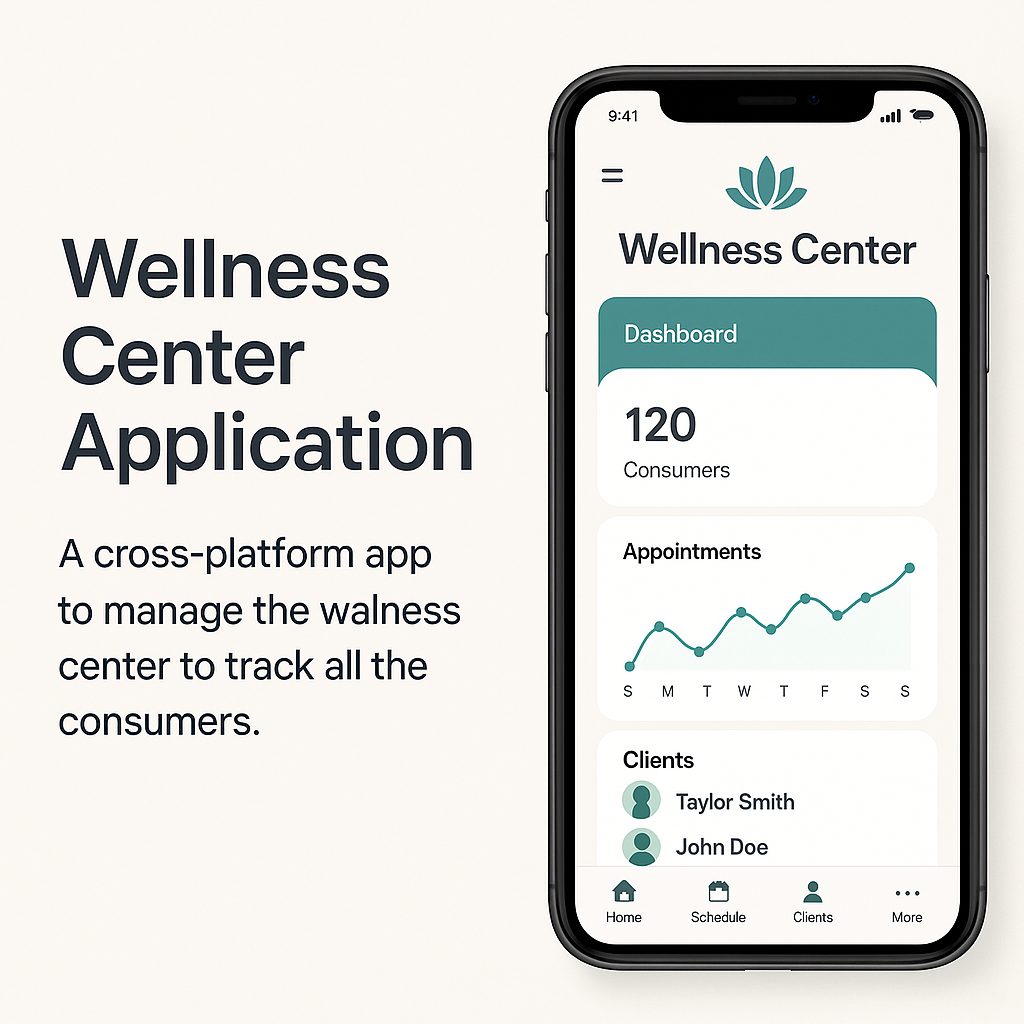 Wellness
Center
Application
A cross-platform app
to manage the walness
center to track all the
consumers.
9:41
Wellness Center
Dashboard
120
Consumers
Appointments
S M T W T F S S
Clients
Taylor Smith
John Doe
Home Schedule Clients More